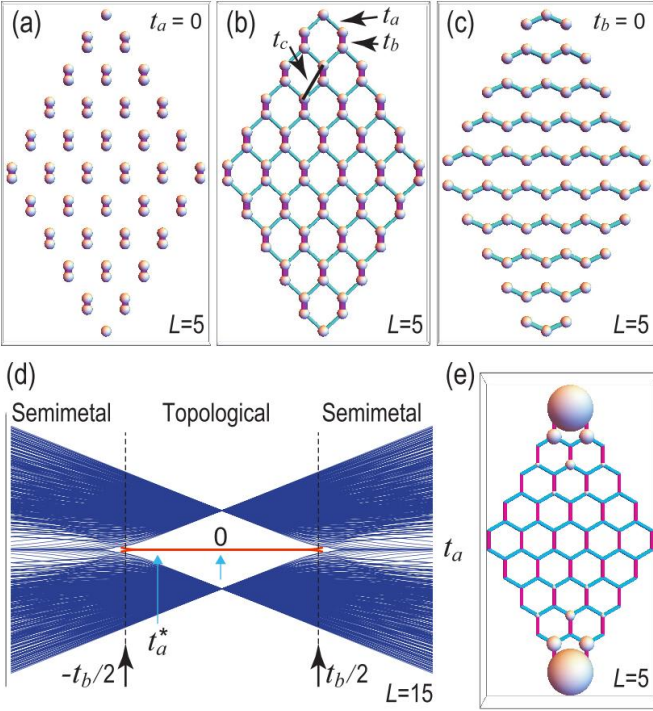 (a)
t_a = 0
L=5
(b)
t_a
t_b
t_c
L=5
(c)
t_b = 0
L=5
(d)
Semimetal Topological Semimetal
0
t_a^*
-t_b/2
t_b/2
L=15
t_a
(e)
L=5